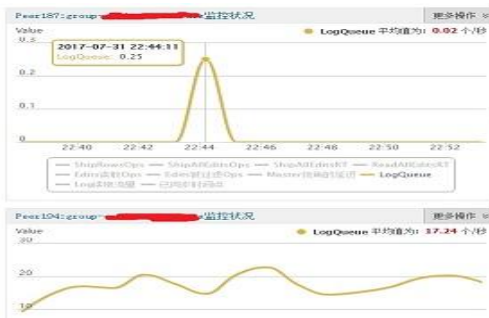 Peer187:group- 监控状况 更多操作
Value LogQueue 平均值为: 0.02 个/秒
0.3
2017-07-31 22:44:11
LogQueue: 0.25
0.2
0.1
0
22:40 22:42 22:44 22:46 22:48 22:50 22:52
ShipRowsOps ShipAllEditsOps ShipAllEditsRT ReadAllEditsRT
LogQueue
Peer194:group- 监控状况 更多操作
Value LogQueue 平均值为: 17.24 个/秒
30
20
10